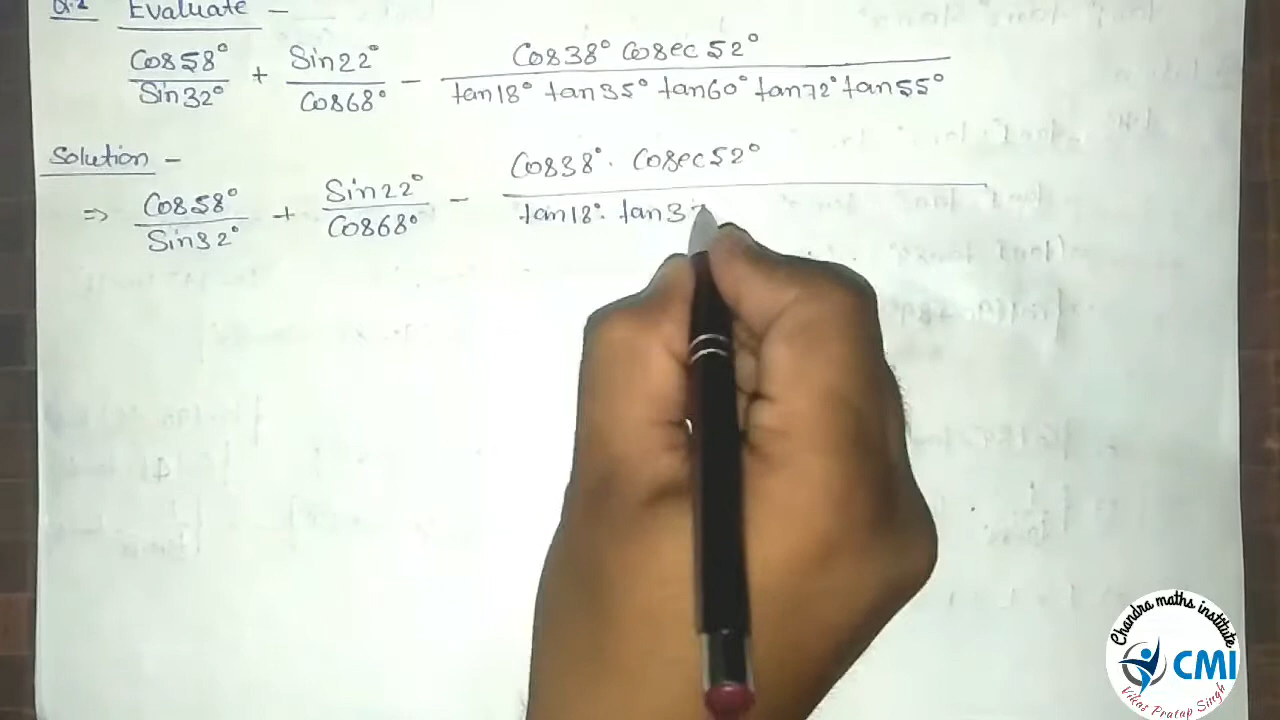 Q.2 Evaluate -
Cos58°/Sin32° + Sin22°/Cos68° - Cos38° Cosec52°/tan18° tan35° tan60° tan72° tan55°
Solution -
⇒ Cos58°/Sin32° + Sin22°/Cos68° - Cos38°. Cosec52°/tan18°. tan3
Chandra maths institute
CMI
Vikas Pratap Singh